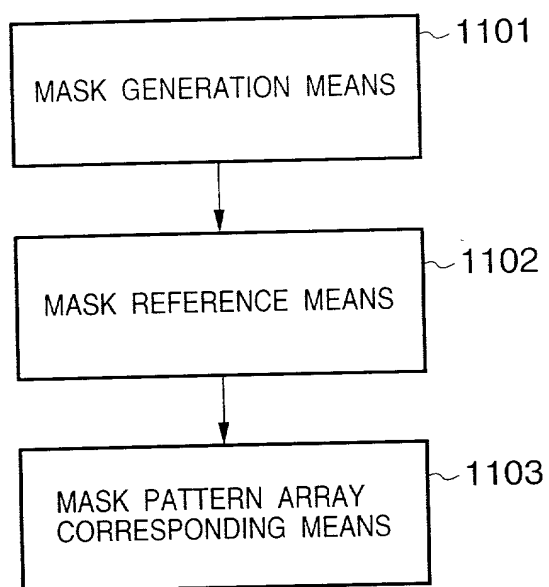 1101
MASK GENERATION MEANS
1102
MASK REFERENCE MEANS
1103
MASK PATTERN ARRAY
CORRESPONDING MEANS